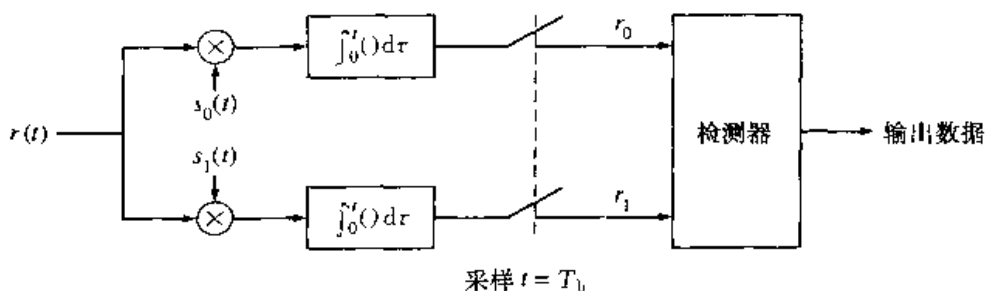 ∫₀ᵗ()dτ
r₀
s₀(t)
r(t)
检测器
输出数据
s₁(t)
∫₀ᵗ()dτ
r₁
采样 t = T_b